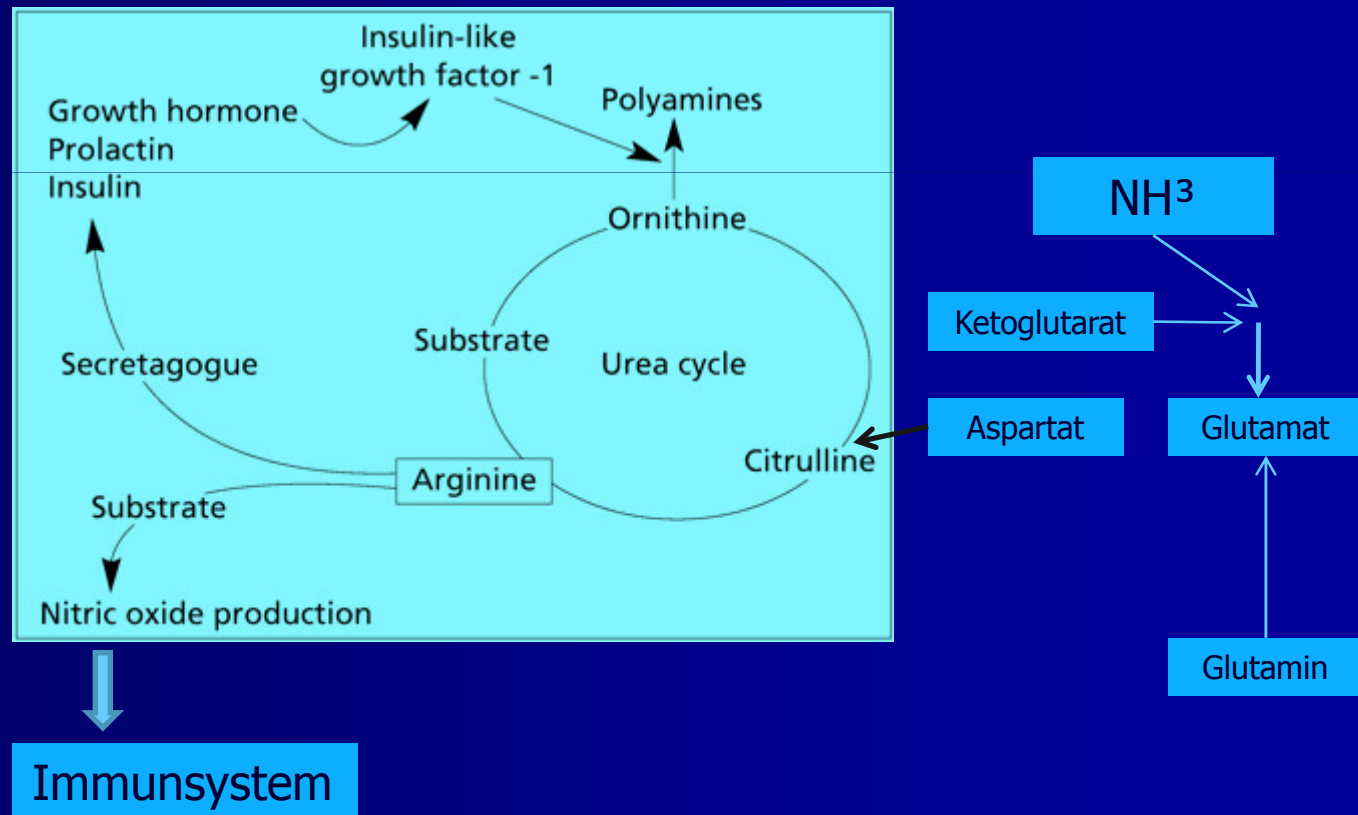 Insulin-like
growth factor -1
Growth hormone
Prolactin
Insulin
Polyamines
Ornithine
Substrate
Urea cycle
Secretagogue
Citrulline
Arginine
Substrate
Nitric oxide production
Immunsystem
NH³
Ketoglutarat
Aspartat
Glutamat
Glutamin